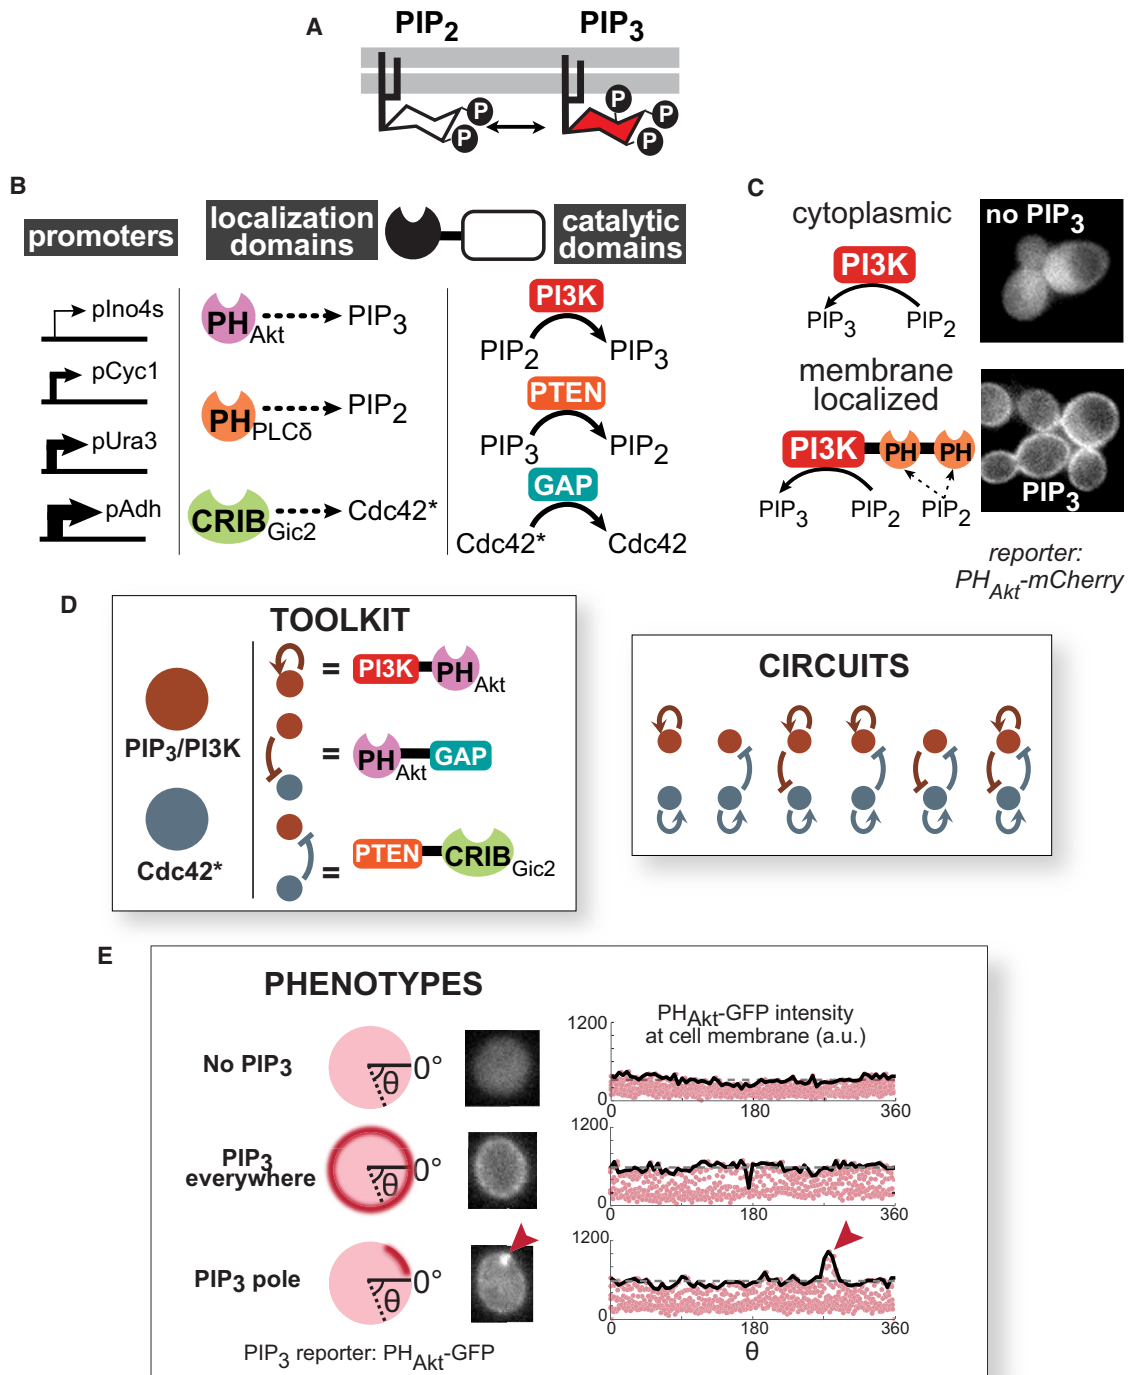 A
PIP2
PIP3
P
P
P
P
P
B
promoters
localization
domains
catalytic
domains
pIno4s
pCyc1
pUra3
pAdh
PH Akt
PIP3
PH PLCδ
PIP2
CRIB Gic2
Cdc42*
PI3K
PIP2
PIP3
PTEN
PIP3
PIP2
GAP
Cdc42*
Cdc42
C
cytoplasmic
PI3K
PIP3
PIP2
no PIP3
membrane
localized
PI3K
PH
PH
PIP3
PIP2
PIP2
PIP3
reporter:
PHAkt-mCherry
D
TOOLKIT
PIP3/PI3K
Cdc42*
= PI3K PH Akt
= PH Akt GAP
= PTEN CRIB Gic2
CIRCUITS
E
PHENOTYPES
PHAkt-GFP intensity
at cell membrane (a.u.)
No PIP3
θ
0°
1200
0
0
180
360
PIP3
everywhere
θ
0°
1200
0
0
180
360
PIP3 pole
θ
0°
1200
0
0
180
360
θ
PIP3 reporter: PHAkt-GFP